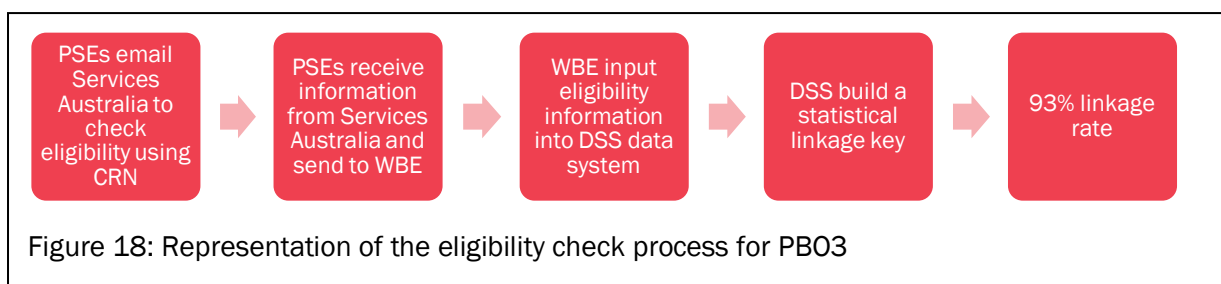 PSEs email
Services
Australia to
check
eligibility using
CRN
PSEs receive
information
from Services
Australia and
send to WBE
WBE input
eligibility
information
into DSS data
system
DSS build a
statistical
linkage key
93% linkage
rate
Figure 18: Representation of the eligibility check process for PBO3